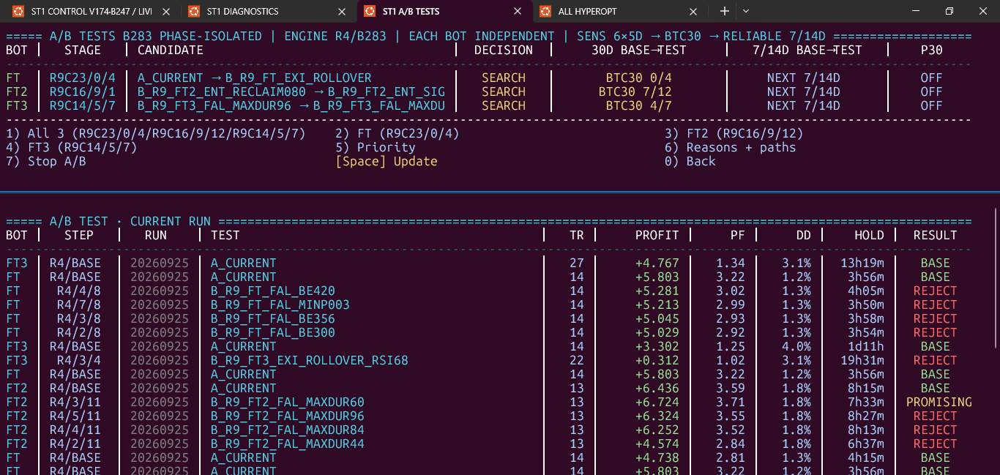 ST1 CONTROL V174-B247 / LIVI ST1 DIAGNOSTICS ST1 A/B TESTS ALL HYPEROPT
===== A/B TESTS B283 PHASE-ISOLATED | ENGINE R4/B283 | EACH BOT INDEPENDENT | SENS 6×5D → BTC30 → RELIABLE 7/14D ===================
BOT | STAGE | CANDIDATE | DECISION | 30D BASE→TEST | 7/14D BASE→TEST | P30
FT | R9C23/0/4 | A_CURRENT → B_R9_FT_EXI_ROLLOVER | SEARCH | BTC30 0/4 | NEXT 7/14D | OFF
FT2 | R9C16/9/1 | B_R9_FT2_ENT_RECLAIM080 → B_R9_FT2_ENT_SIG | SEARCH | BTC30 7/12 | NEXT 7/14D | OFF
FT3 | R9C14/5/7 | B_R9_FT3_FAL_MAXDUR96 → B_R9_FT3_FAL_MAXDU | SEARCH | BTC30 4/7 | NEXT 7/14D | OFF
1) All 3 (R9C23/0/4/R9C16/9/12/R9C14/5/7) 2) FT (R9C23/0/4) 3) FT2 (R9C16/9/12)
4) FT3 (R9C14/5/7) 5) Priority 6) Reasons + paths
7) Stop A/B [Space] Update 0) Back
===== A/B TEST · CURRENT RUN =======================================================================================================
BOT | STEP | RUN | TEST | TR | PROFIT | PF | DD | HOLD | RESULT
FT3 | R4/BASE | 20260925 | A_CURRENT | 27 | +4.767 | 1.34 | 3.1% | 13h19m | BASE
FT | R4/BASE | 20260925 | A_CURRENT | 14 | +5.803 | 3.22 | 1.2% | 3h56m | BASE
FT | R4/4/8 | 20260925 | B_R9_FT_FAL_BE420 | 14 | +5.281 | 3.02 | 1.3% | 4h05m | REJECT
FT | R4/7/8 | 20260925 | B_R9_FT_FAL_MINP003 | 14 | +5.213 | 2.99 | 1.3% | 3h50m | REJECT
FT | R4/3/8 | 20260925 | B_R9_FT_FAL_BE356 | 14 | +5.045 | 2.93 | 1.3% | 3h58m | REJECT
FT | R4/2/8 | 20260925 | B_R9_FT_FAL_BE300 | 14 | +5.029 | 2.92 | 1.3% | 3h54m | REJECT
FT3 | R4/BASE | 20260925 | A_CURRENT | 14 | +3.302 | 1.25 | 4.0% | 1d11h | BASE
FT3 | R4/3/4 | 20260925 | B_R9_FT3_EXI_ROLLOVER_RSI68 | 22 | +0.312 | 1.02 | 3.1% | 19h31m | REJECT
FT | R4/BASE | 20260925 | A_CURRENT | 14 | +5.803 | 3.22 | 1.2% | 3h56m | BASE
FT2 | R4/BASE | 20260925 | A_CURRENT | 13 | +6.436 | 3.59 | 1.8% | 8h15m | BASE
FT2 | R4/3/11 | 20260925 | B_R9_FT2_FAL_MAXDUR60 | 13 | +6.724 | 3.71 | 1.8% | 7h33m | PROMISING
FT2 | R4/5/11 | 20260925 | B_R9_FT2_FAL_MAXDUR96 | 13 | +6.324 | 3.55 | 1.8% | 8h27m | REJECT
FT2 | R4/4/11 | 20260925 | B_R9_FT2_FAL_MAXDUR84 | 13 | +6.252 | 3.52 | 1.8% | 8h13m | REJECT
FT2 | R4/2/11 | 20260925 | B_R9_FT2_FAL_MAXDUR44 | 13 | +4.574 | 2.84 | 1.8% | 6h37m | REJECT
FT | R4/BASE | 20260925 | A_CURRENT | 14 | +4.738 | 2.81 | 1.3% | 4h15m | BASE
FT | R4/BASE | 20260925 | A_CURRENT | 14 | +5.803 | 3.22 | 1.2% | 3h56m | BASE